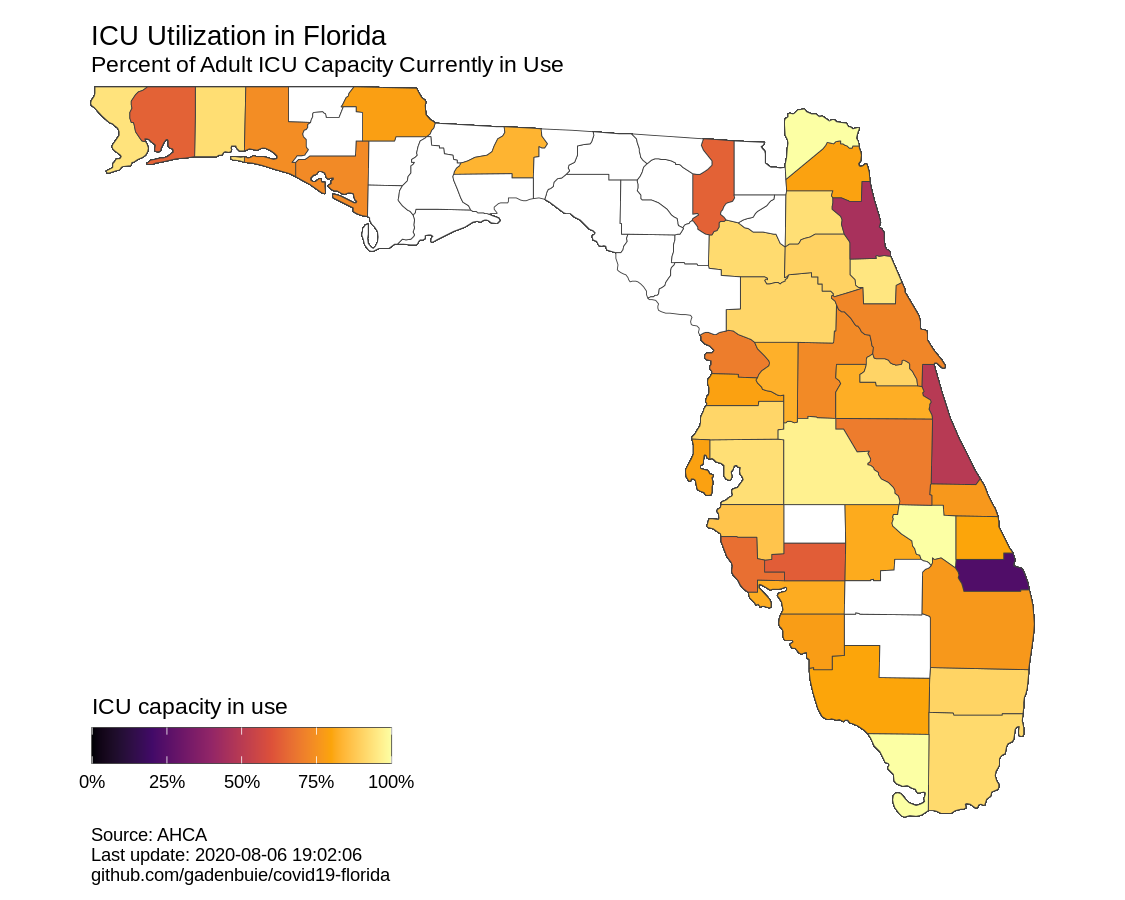 ICU Utilization in Florida
Percent of Adult ICU Capacity Currently in Use
ICU capacity in use
0% 25% 50% 75% 100%
Source: AHCA
Last update: 2020-08-06 19:02:06
github.com/gadenbuie/covid19-florida